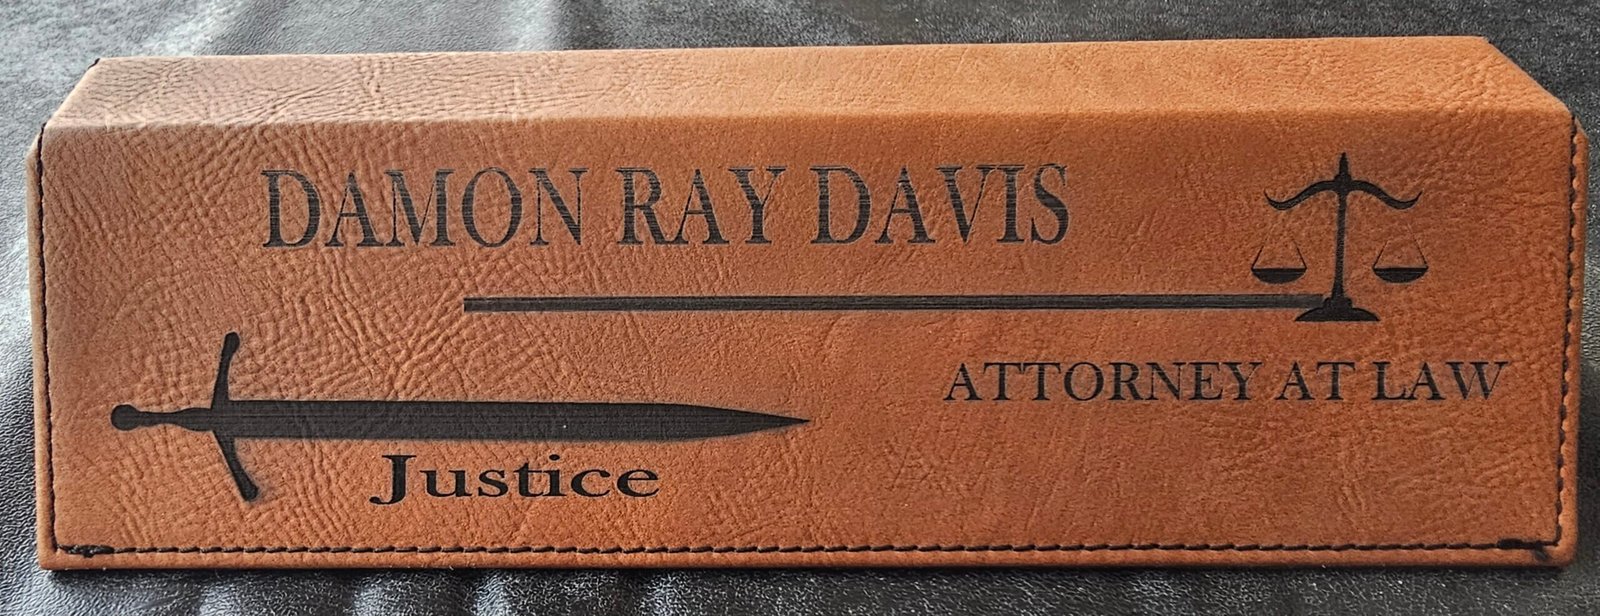 DAMON RAY DAVIS
ATTORNEY AT LAW
Justice